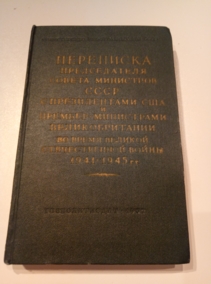 ПЕРЕПИСКА
ПРЕДСЕДАТЕЛЯ
СОВЕТА МИНИСТРОВ
СССР
С ПРЕЗИДЕНТАМИ США
И
ПРЕМЬЕР-МИНИСТРАМИ
ВЕЛИКОБРИТАНИИ
ВО ВРЕМЯ ВЕЛИКОЙ
ОТЕЧЕСТВЕННОЙ ВОЙНЫ
1941-1945 гг.